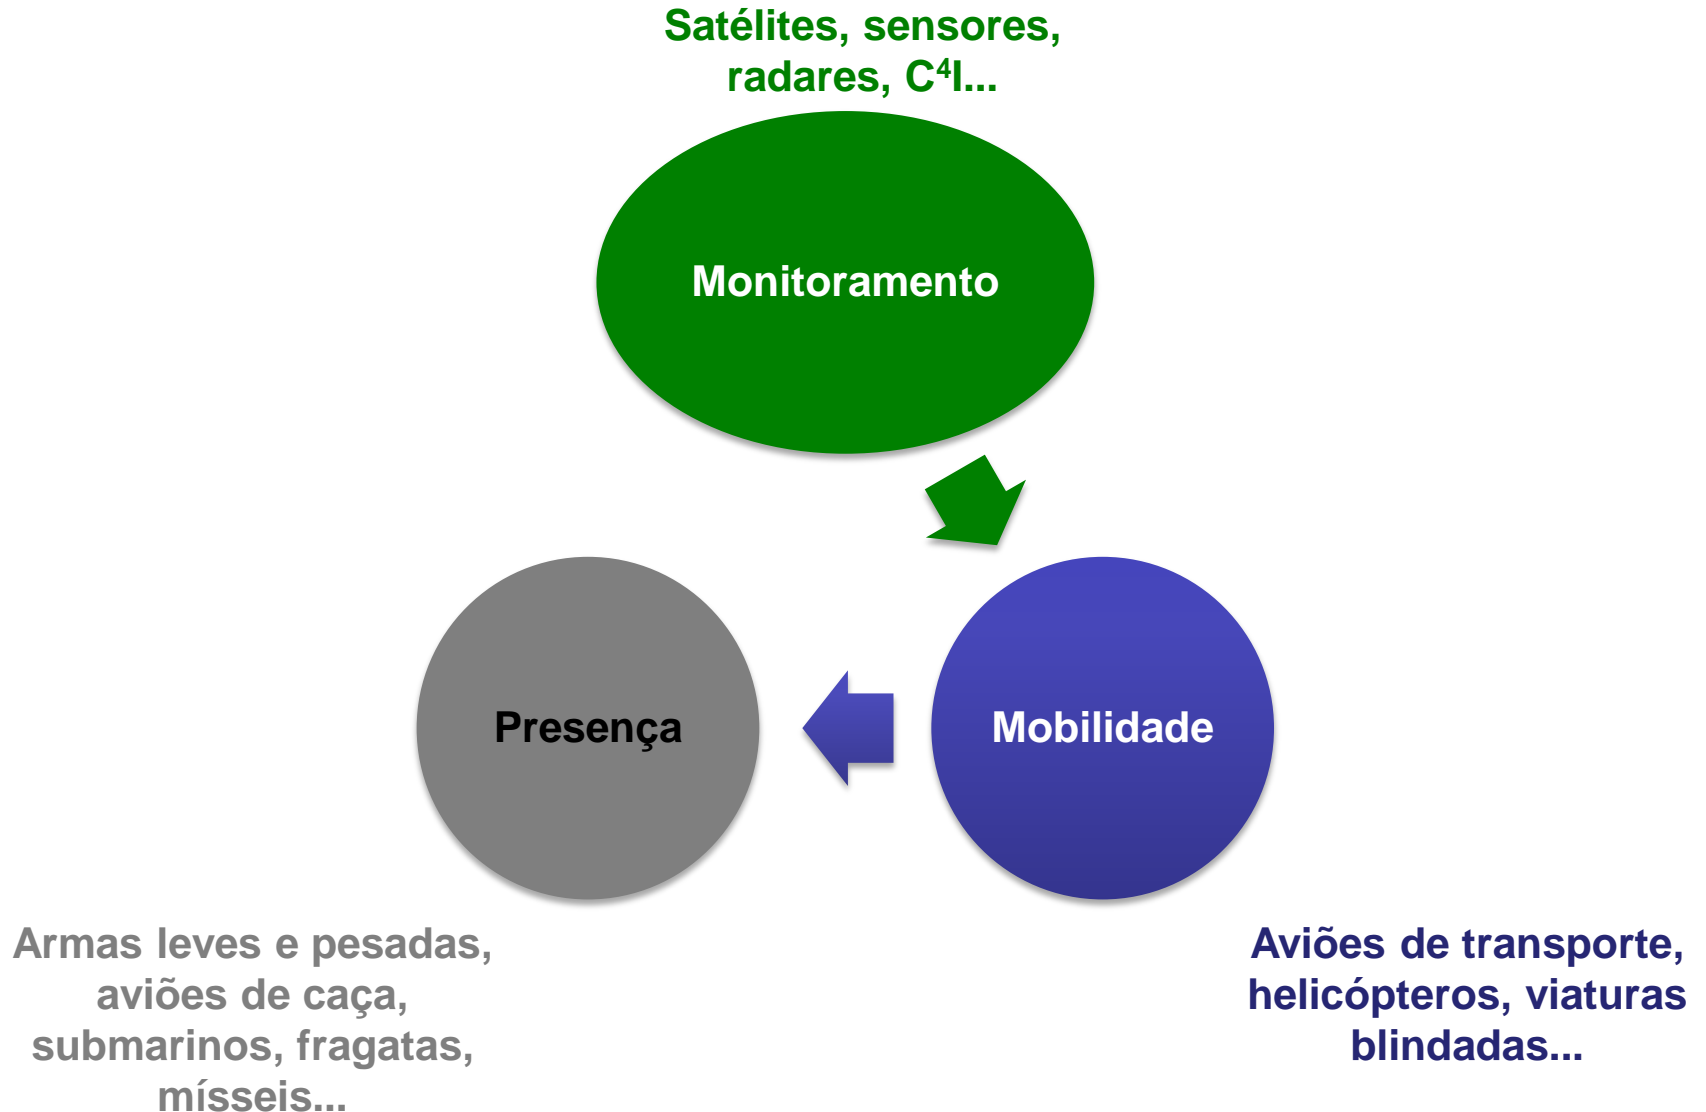 Satélites, sensores,
radares, C⁴I...
Monitoramento
Presença
Mobilidade
Armas leves e pesadas,
aviões de caça,
submarinos, fragatas,
mísseis...
Aviões de transporte,
helicópteros, viaturas
blindadas...